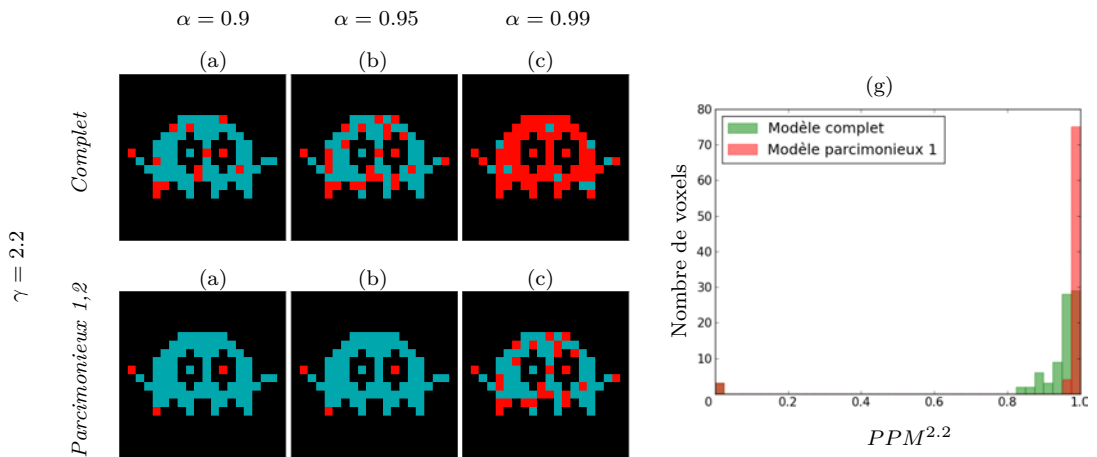 α = 0.9
α = 0.95
α = 0.99
(a)
(b)
(c)
Complet
γ = 2.2
(a)
(b)
(c)
Parcimonieux 1,2
(g)
Modèle complet
Modèle parcimonieux 1
Nombre de voxels
80
70
60
50
40
30
20
10
0
0.2
0.4
0.6
0.8
1.0
PPM^2.2